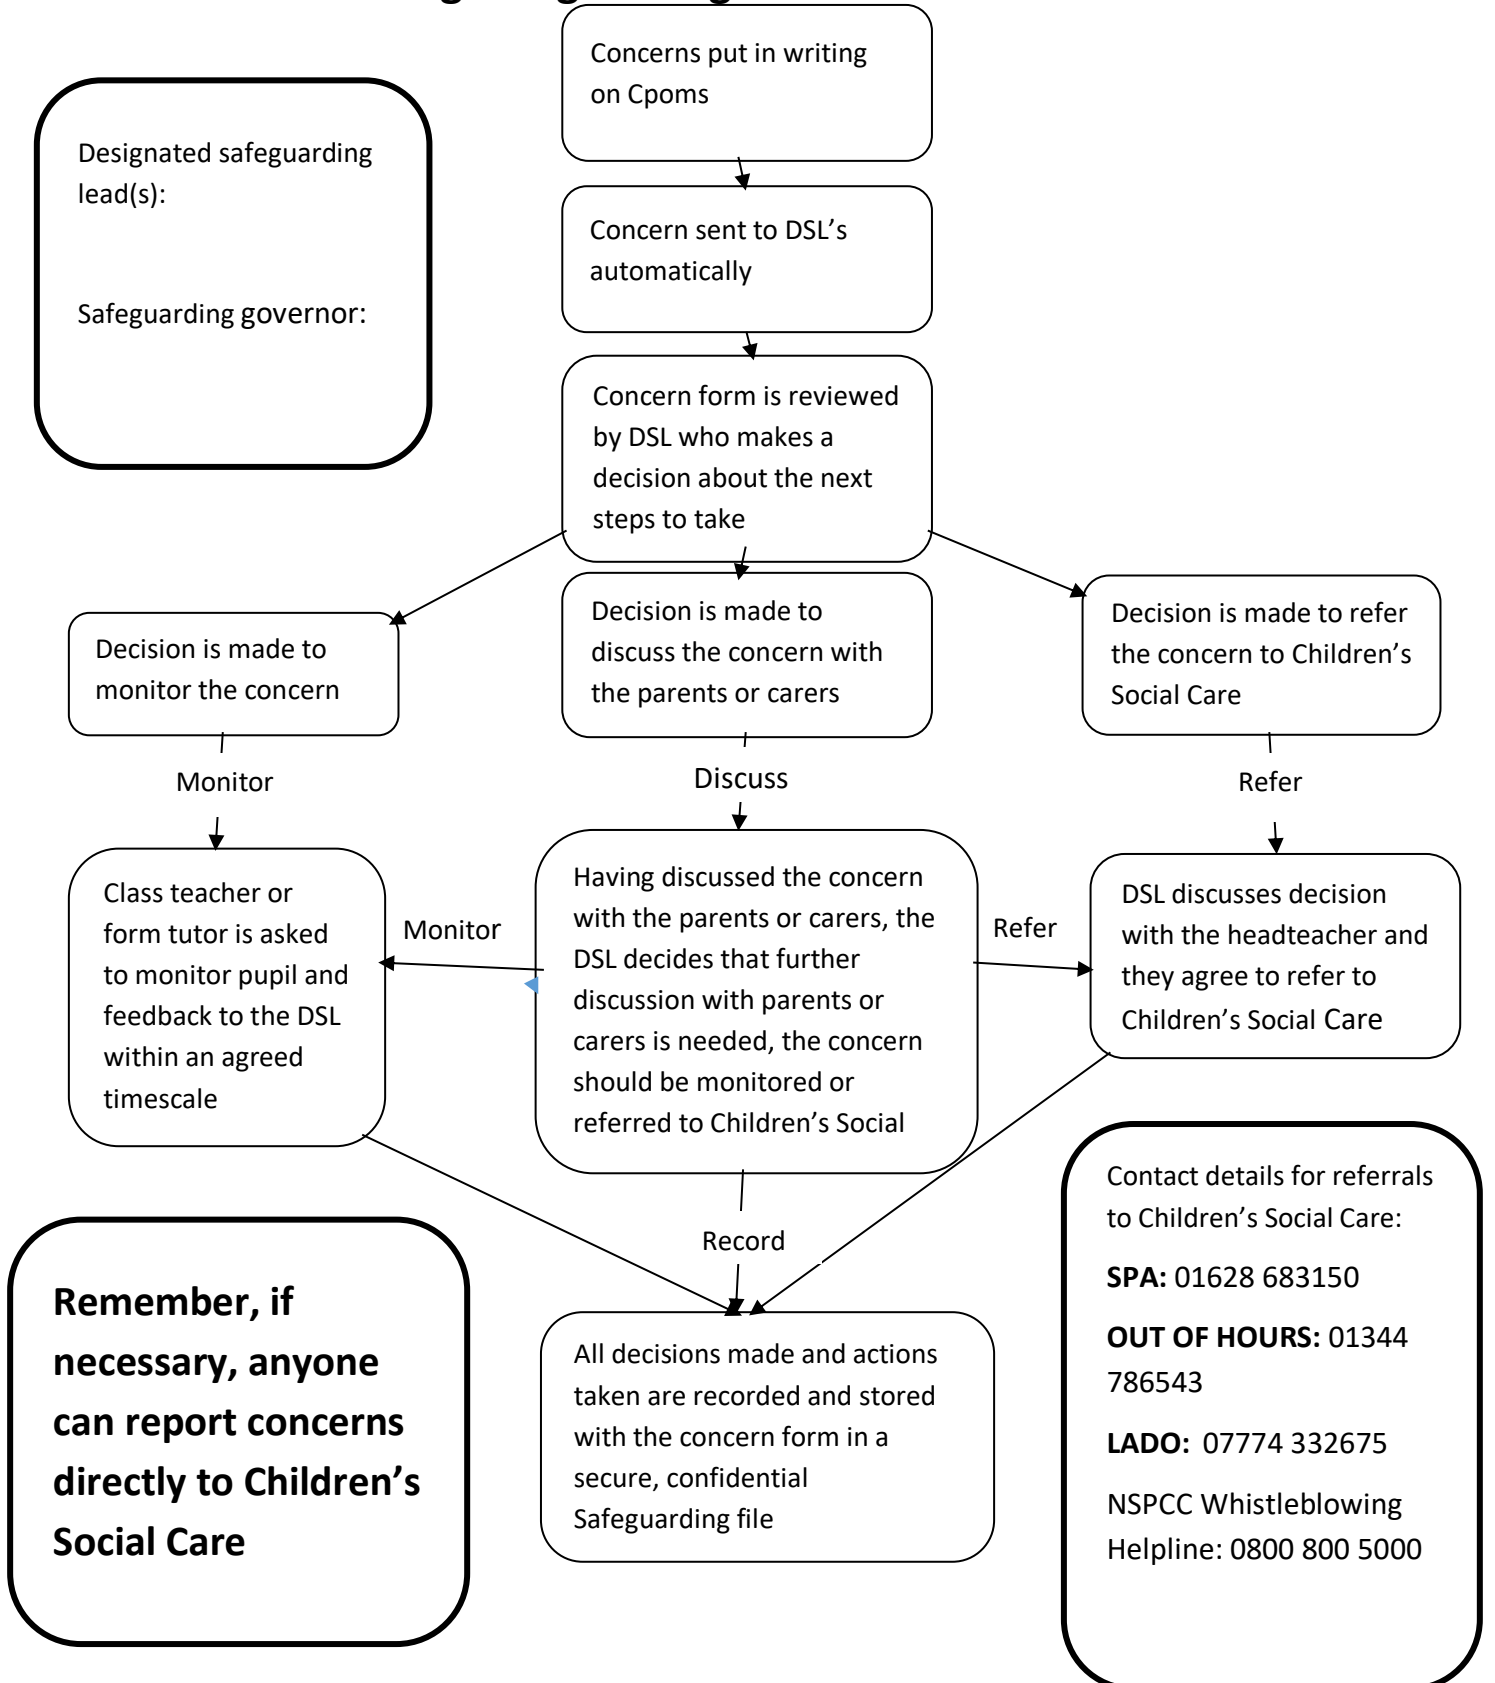 Concerns put in writing
on Cpoms
Designated safeguarding
lead(s):
Safeguarding governor:
Concern sent to DSL’s
automatically
Concern form is reviewed
by DSL who makes a
decision about the next
steps to take
Decision is made to
monitor the concern
Decision is made to
discuss the concern with
the parents or carers
Decision is made to refer
the concern to Children’s
Social Care
Monitor
Discuss
Refer
Class teacher or
form tutor is asked
to monitor pupil and
feedback to the DSL
within an agreed
timescale
Monitor
Having discussed the concern
with the parents or carers, the
DSL decides that further
discussion with parents or
carers is needed, the concern
should be monitored or
referred to Children’s Social
Refer
DSL discusses decision
with the headteacher and
they agree to refer to
Children’s Social Care
Record
Remember, if
necessary, anyone
can report concerns
directly to Children’s
Social Care
All decisions made and actions
taken are recorded and stored
with the concern form in a
secure, confidential
Safeguarding file
Contact details for referrals
to Children’s Social Care:
SPA: 01628 683150
OUT OF HOURS: 01344
786543
LADO: 07774 332675
NSPCC Whistleblowing
Helpline: 0800 800 5000